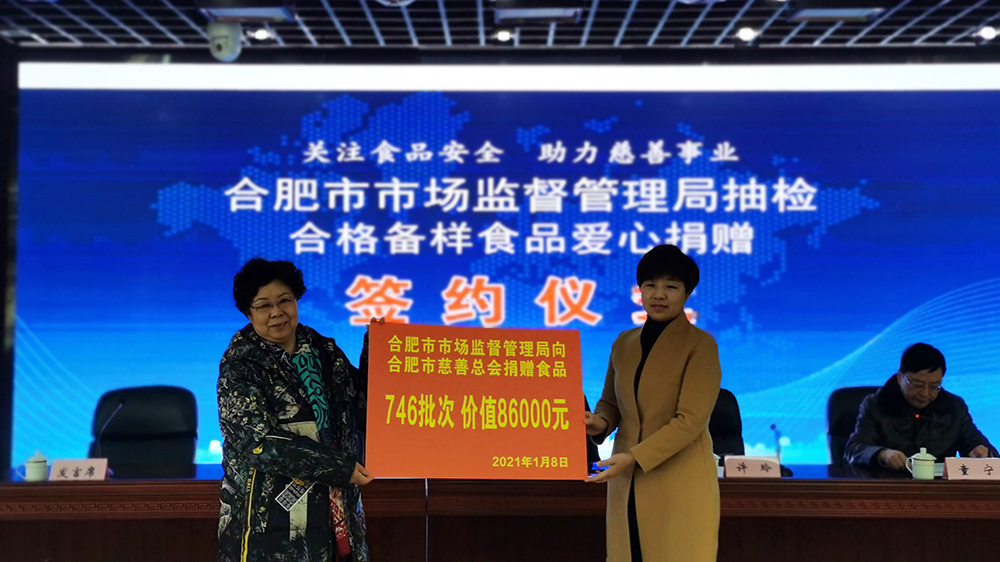 关注食品安全 助力慈善事业
合肥市市场监督管理局抽检
合格备样食品爱心捐赠
签约仪
合肥市市场监督管理局向
合肥市慈善总会捐赠食品
746批次 价值86000元
2021年1月8日
发言席
许玲
童宁